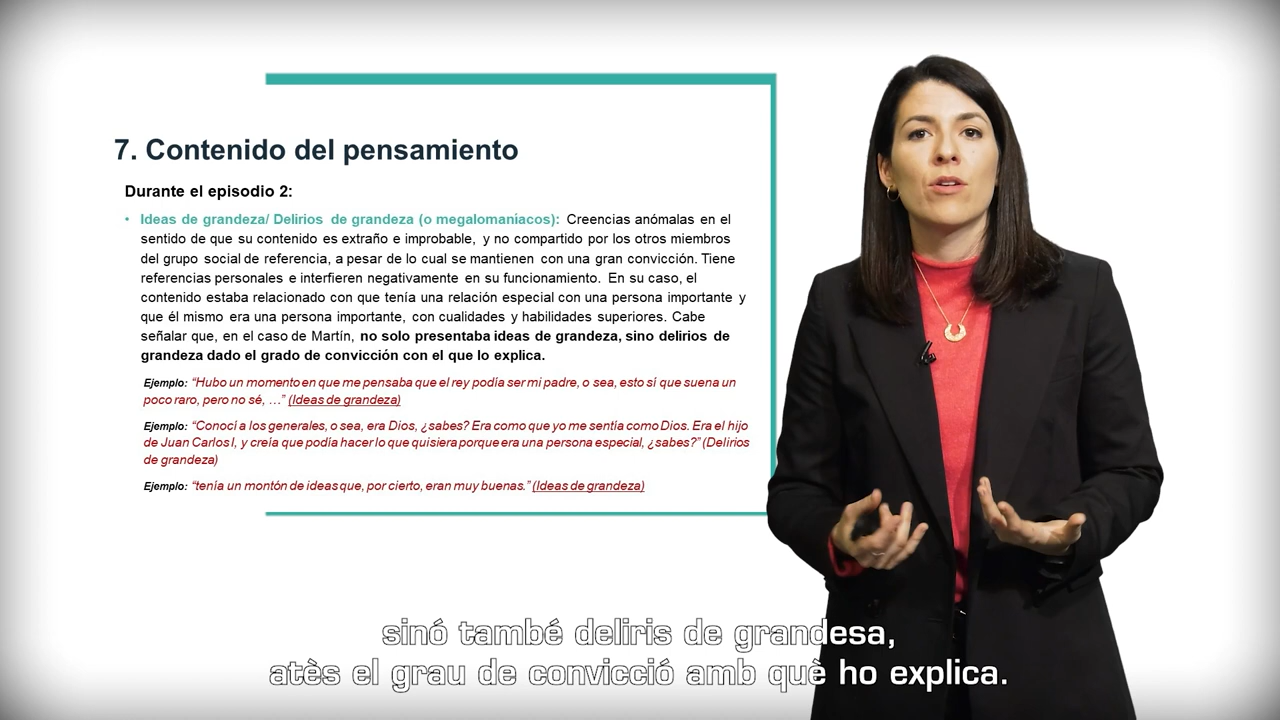 7. Contenido del pensamiento
Durante el episodio 2:
• Ideas de grandeza/ Delirios de grandeza (o megalomaniacos): Creencias anómalas en el
sentido de que su contenido es extraño e improbable, y no compartido por los otros miembros
del grupo social de referencia, a pesar de lo cual se mantienen con una gran convicción. Tiene
referencias personales e interfieren negativamente en su funcionamiento. En su caso, el
contenido estaba relacionado con que tenía una relación especial con una persona importante y
que él mismo era una persona importante, con cualidades y habilidades superiores. Cabe
señalar que, en el caso de Martín, no solo presentaba ideas de grandeza, sino delirios de
grandeza dado el grado de convicción con el que lo explica.
Ejemplo: “Hubo un momento en que me pensaba que el rey podía ser mi padre, o sea, esto sí que suena un
poco raro, pero no sé, …” (Ideas de grandeza)
Ejemplo: “Conocí a los generales, o sea, era Dios, ¿sabes? Era como que yo me sentía como Dios. Era el hijo
de Juan Carlos I, y creía que podía hacer lo que quisiera porque era una persona especial, ¿sabes?” (Delirios
de grandeza)
Ejemplo: “tenía un montón de ideas que, por cierto, eran muy buenas.” (Ideas de grandeza)
sinó també deliris de grandesa,
atès el grau de convicció amb què ho explica.